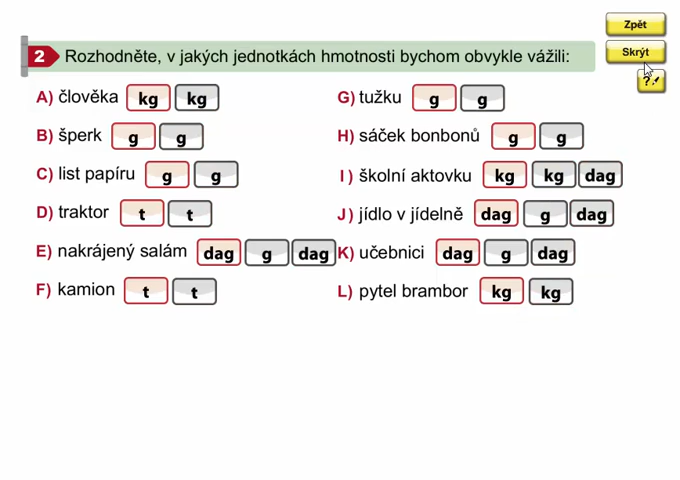 Zpět
2 Rozhodněte, v jakých jednotkách hmotnosti bychom obvykle vážili:
Skrýt
?
A) člověka kg kg
B) šperk g g
C) list papíru g g
D) traktor t t
E) nakrájený salám dag g dag
F) kamion t t
G) tužku g g
H) sáček bonbonů g g
I) školní aktovku kg kg dag
J) jídlo v jídelně dag g dag
K) učebnici dag g dag
L) pytel brambor kg kg